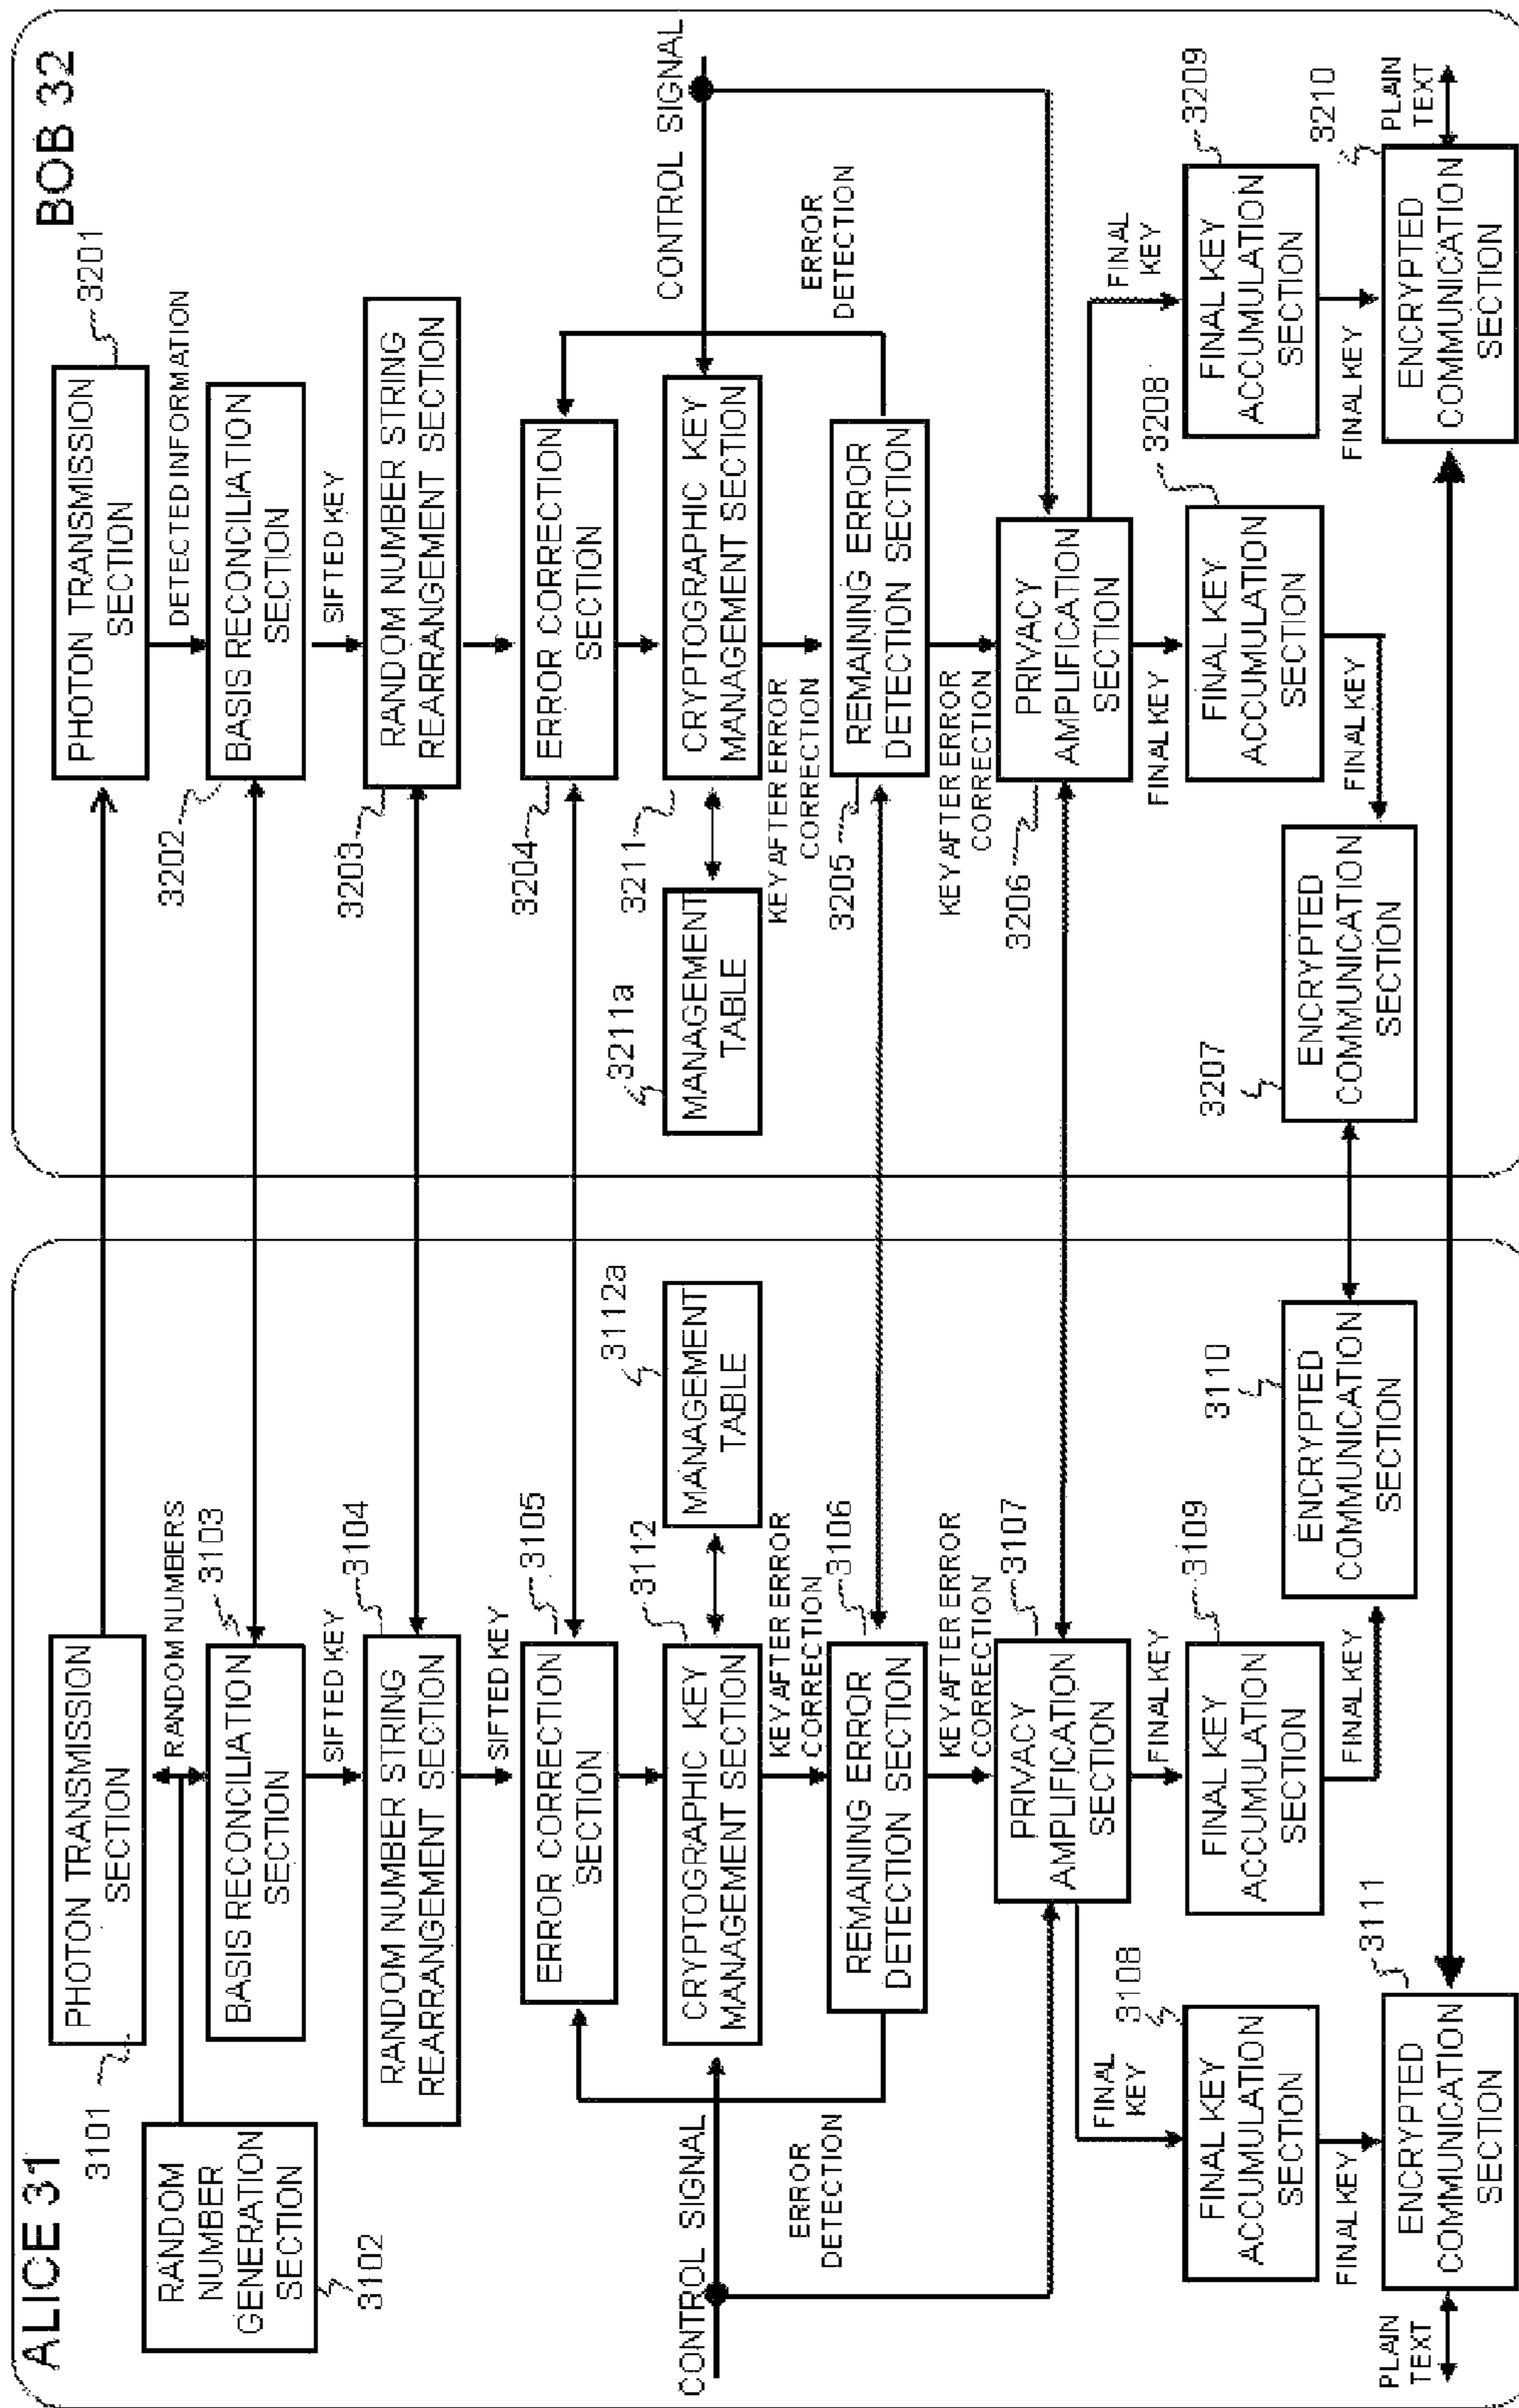 ALICE 31
3101
PHOTON TRANSMISSION
SECTION
RANDOM
NUMBER
GENERATION
SECTION
3102
RANDOM NUMBERS
BASIS RECONCILIATION
SECTION
3103
SIFTED KEY
RANDOM NUMBER STRING
REARRANGEMENT SECTION
3104
SIFTED KEY
ERROR CORRECTION
SECTION
3105
CONTROL SIGNAL
CRYPTOGRAPHIC KEY
MANAGEMENT SECTION
3112
MANAGEMENT
TABLE
3112a
KEY AFTER ERROR
CORRECTION
ERROR
DETECTION
REMAINING ERROR
DETECTION SECTION
3106
KEY AFTER ERROR
CORRECTION
PRIVACY
AMPLIFICATION
SECTION
3107
FINAL
KEY
FINAL KEY
3108
FINAL KEY
ACCUMULATION
SECTION
FINAL KEY
ACCUMULATION
SECTION
3109
FINAL KEY
FINAL KEY
3110
ENCRYPTED
COMMUNICATION
SECTION
PLAIN
TEXT
ENCRYPTED
COMMUNICATION
SECTION
3111
BOB 32
PHOTON TRANSMISSION
SECTION
3201
DETECTED INFORMATION
3202
BASIS RECONCILIATION
SECTION
SIFTED KEY
3203
RANDOM NUMBER STRING
REARRANGEMENT SECTION
3204
ERROR CORRECTION
SECTION
CONTROL SIGNAL
3211a
MANAGEMENT
TABLE
3211
CRYPTOGRAPHIC KEY
MANAGEMENT SECTION
KEY AFTER ERROR
CORRECTION
ERROR
DETECTION
3205
REMAINING ERROR
DETECTION SECTION
KEY AFTER ERROR
CORRECTION
3206
PRIVACY
AMPLIFICATION
SECTION
FINAL KEY
FINAL
KEY
FINAL KEY
ACCUMULATION
SECTION
3208
FINAL KEY
ACCUMULATION
SECTION
3209
FINAL KEY
FINAL KEY
3207
ENCRYPTED
COMMUNICATION
SECTION
ENCRYPTED
COMMUNICATION
SECTION
3210
PLAIN
TEXT